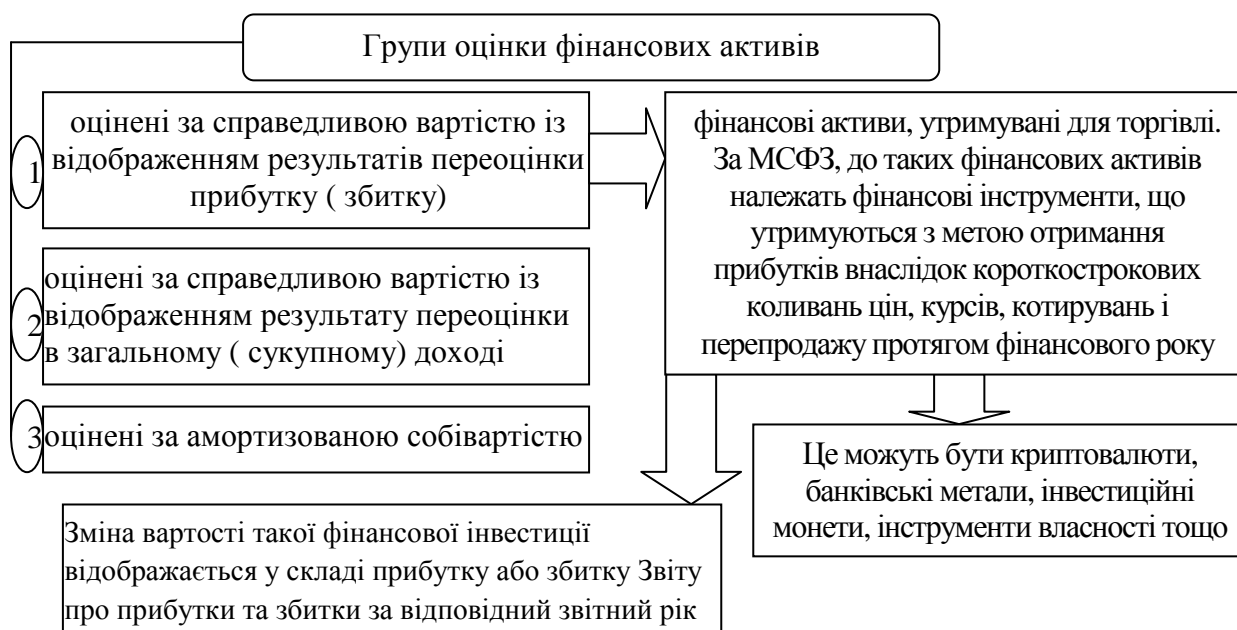 Групи оцінки фінансових активів
1
оцінені за справедливою вартістю із
відображенням результатів переоцінки
прибутку ( збитку)
2
оцінені за справедливою вартістю із
відображенням результату переоцінки
в загальному ( сукупному) доході
3
оцінені за амортизованою собівартістю
фінансові активи, утримувані для торгівлі.
За МСФЗ, до таких фінансових активів
належать фінансові інструменти, що
утримуються з метою отримання
прибутків внаслідок короткострокових
коливань цін, курсів, котирувань і
перепродажу протягом фінансового року
Це можуть бути криптовалюти,
банківські метали, інвестиційні
монети, інструменти власності тощо
Зміна вартості такої фінансової інвестиції
відображається у складі прибутку або збитку Звіту
про прибутки та збитки за відповідний звітний рік